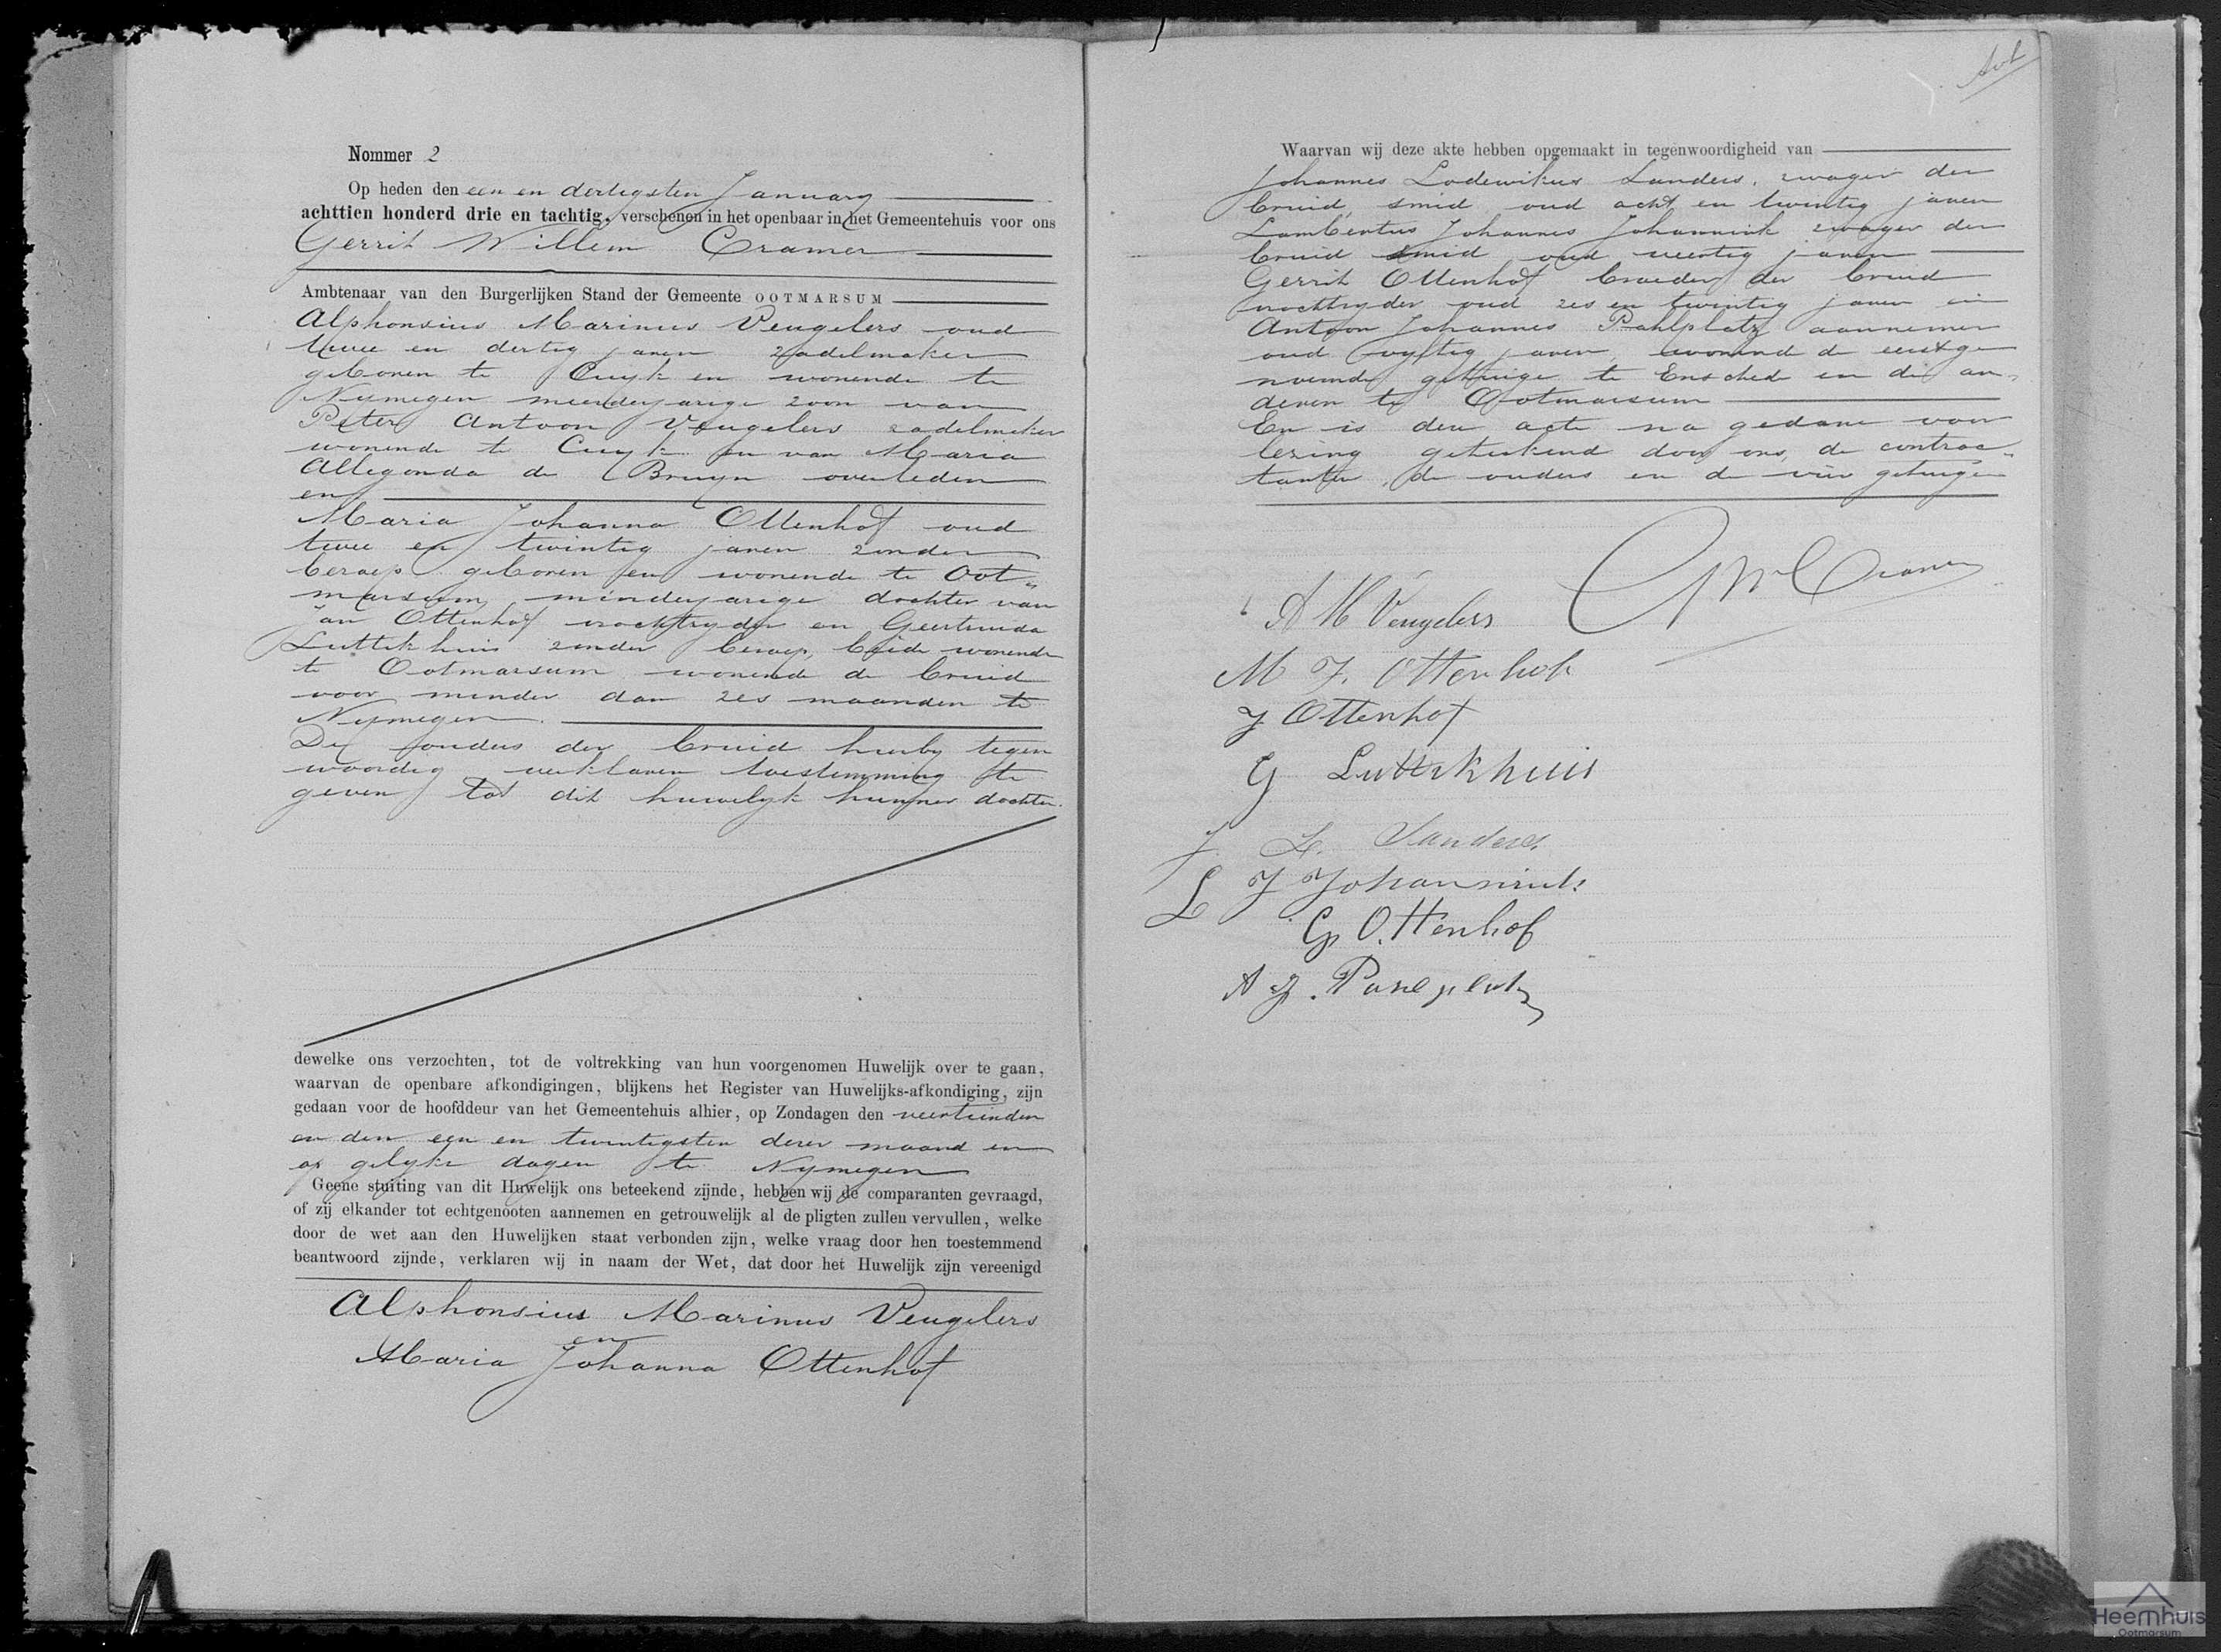 Nommer 2
Op heden den een en dertigsten January
achttien honderd drie en tachtig, verschenen in het openbaar in het Gemeentehuis voor ons
Gerrit Willem Cramer
Ambtenaar van den Burgerlijken Stand der Gemeente OOTMARSUM
Alphonsius Marinus Veugelers oud
twee en dertig jaren zadelmaker
geboren te Cuyk en wonende te
Nymegen meerderjarige zoon van
Peter Antoon Veugelers zadelmaker
wonende te Cuyk en van Maria
Allegonda de Bruyn overleden
en
Maria Johanna Ottenhof oud
twee en twintig jaren zonder
beroep geboren en wonende te Oot„
marsum, minderjarige dochter van
Jan Ottenhof vrachtryder en Geertruida
Luttikhuis zonder beroep, beide wonende
te Ootmarsum wonende de bruid
voor minder dan zes maanden te
Nymegen.
De ouders der bruid hierby tegen
woordig verklaren toestemming te
geven tot dit huwelyk hunner dochter.
dewelke ons verzochten, tot de voltrekking van hun voorgenomen Huwelijk over te gaan,
waarvan de openbare afkondigingen, blijkens het Register van Huwelijks-afkondiging, zijn
gedaan voor de hoofddeur van het Gemeentehuis alhier, op Zondagen den veertienden
en den een en twintigsten dezer maand en
op gelyke dagen te Nymegen
Geene stuiting van dit Huwelijk ons beteekend zijnde, hebben wij de comparanten gevraagd,
of zij elkander tot echtgenooten aannemen en getrouwelijk al de pligten zullen vervullen, welke
door de wet aan den Huwelijken staat verbonden zijn, welke vraag door hen toestemmend
beantwoord zijnde, verklaren wij in naam der Wet, dat door het Huwelijk zijn vereenigd
Alphonsius Marinus Veugelers
en
Maria Johanna Ottenhof
Waarvan wij deze akte hebben opgemaakt in tegenwoordigheid van
Johannes Lodewikus Sanders, zwager der
bruid, smid oud acht en twintig jaren
Lambertus Johannes Johannink zwager der
bruid smid oud veertig jaren
Gerrit Ottenhof broeder der bruid
vrachtryder oud zes en twintig jaren en
Antoon Johannes Pahlplatz aannemer
oud vyftig jaren, wonend de eerstge
noemde getuige te Enschede en de an„
deren te Ootmarsum
En is deze acte na gedane voor
lezing geteekend door ons, de contrac„
tanten, de ouders en de vier getuigen
GWCramer
A M Veugelers
M J. Ottenhof
J Ottenhof
G Luttikhuis
J. L. Sanders
L J Johannink
G. Ottenhof
A J.
Heemhuis
Ootmarsum